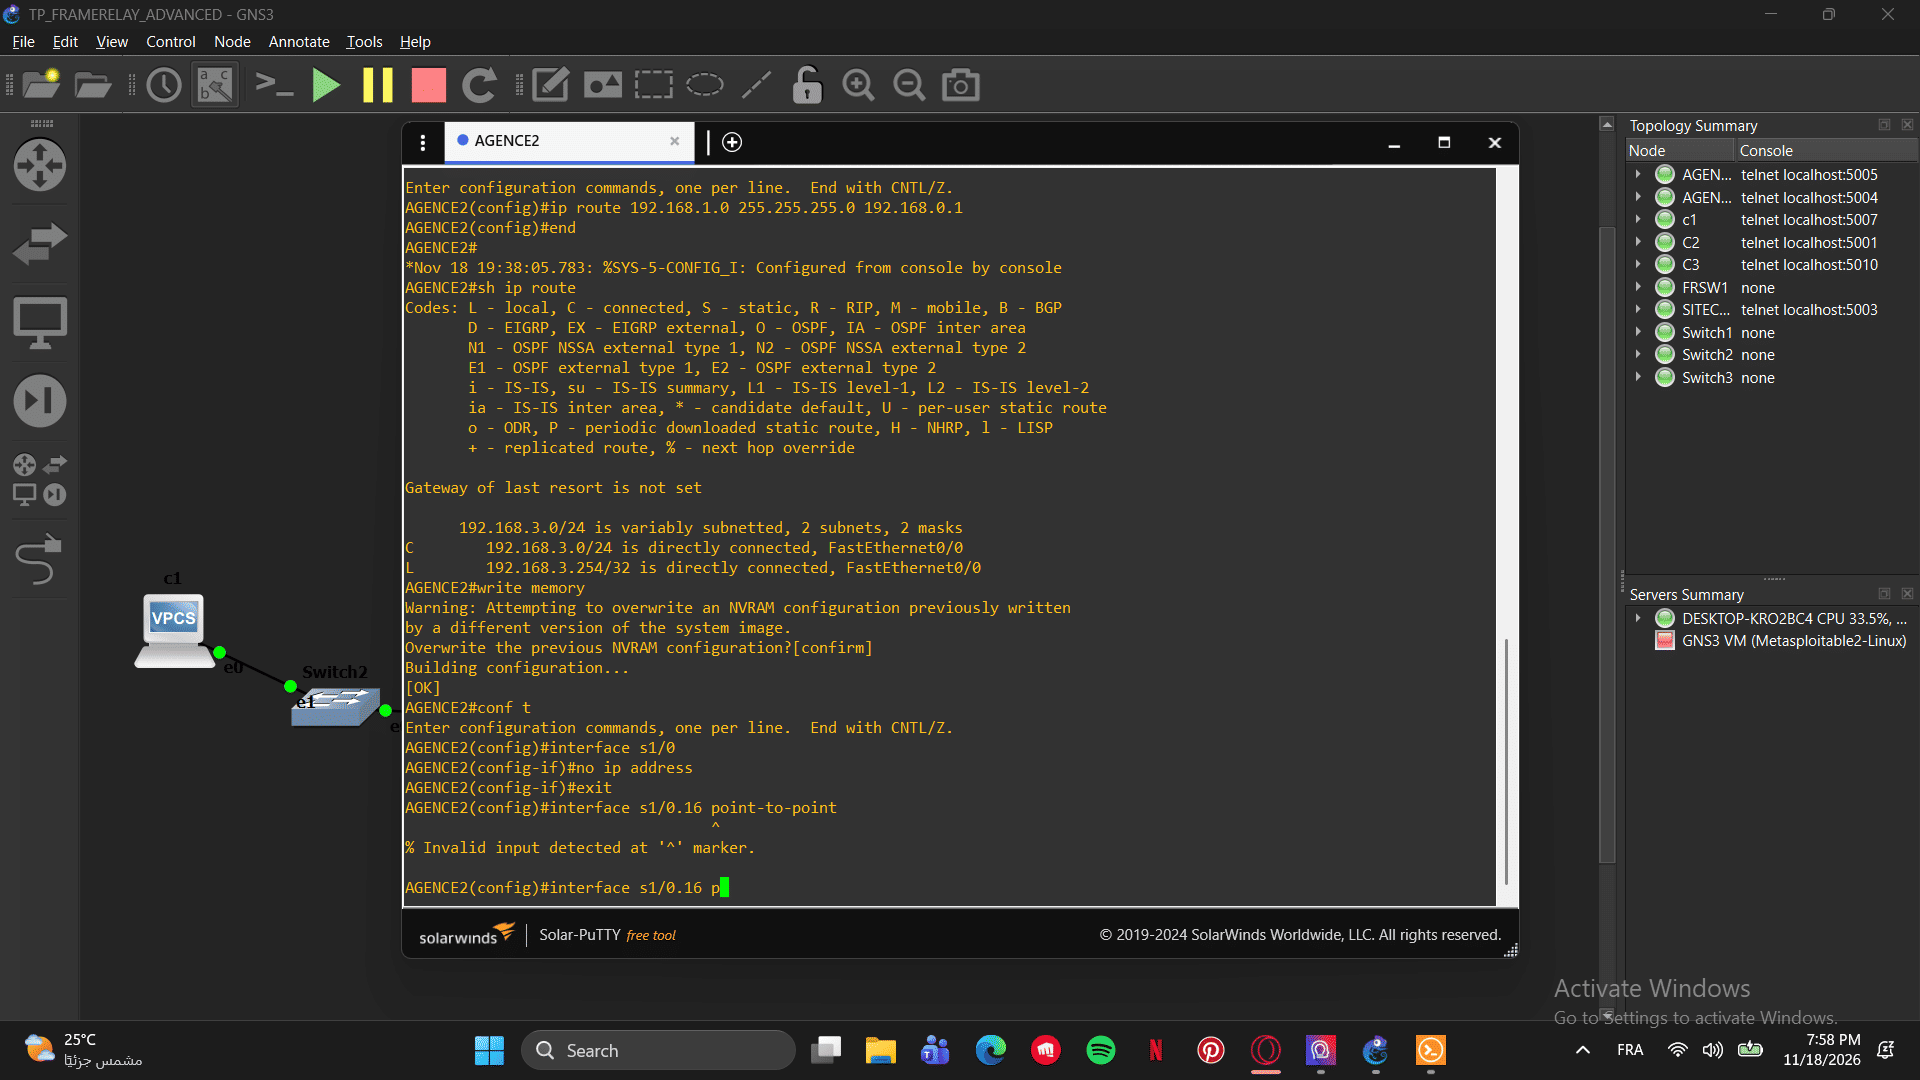 TP_FRAMERELAY_ADVANCED - GNS3
File Edit View Control Node Annotate Tools Help
AGENCE2
Enter configuration commands, one per line.  End with CNTL/Z.
AGENCE2(config)#ip route 192.168.1.0 255.255.255.0 192.168.0.1
AGENCE2(config)#end
AGENCE2#
*Nov 18 19:38:05.783: %SYS-5-CONFIG_I: Configured from console by console
AGENCE2#sh ip route
Codes: L - local, C - connected, S - static, R - RIP, M - mobile, B - BGP
       D - EIGRP, EX - EIGRP external, O - OSPF, IA - OSPF inter area
       N1 - OSPF NSSA external type 1, N2 - OSPF NSSA external type 2
       E1 - OSPF external type 1, E2 - OSPF external type 2
       i - IS-IS, su - IS-IS summary, L1 - IS-IS level-1, L2 - IS-IS level-2
       ia - IS-IS inter area, * - candidate default, U - per-user static route
       o - ODR, P - periodic downloaded static route, H - NHRP, l - LISP
       + - replicated route, % - next hop override
Gateway of last resort is not set
      192.168.3.0/24 is variably subnetted, 2 subnets, 2 masks
C        192.168.3.0/24 is directly connected, FastEthernet0/0
L        192.168.3.254/32 is directly connected, FastEthernet0/0
AGENCE2#write memory
Warning: Attempting to overwrite an NVRAM configuration previously written
by a different version of the system image.
Overwrite the previous NVRAM configuration?[confirm]
Building configuration...
[OK]
AGENCE2#conf t
Enter configuration commands, one per line.  End with CNTL/Z.
AGENCE2(config)#interface s1/0
AGENCE2(config-if)#no ip address
AGENCE2(config-if)#exit
AGENCE2(config)#interface s1/0.16 point-to-point
                                  ^
% Invalid input detected at '^' marker.
AGENCE2(config)#interface s1/0.16 p
solarwinds
Solar-PuTTY free tool
© 2019-2024 SolarWinds Worldwide, LLC. All rights reserved.
c1
VPCS
e0
Switch2
e1
e
Topology Summary
Node Console
AGEN... telnet localhost:5005
AGEN... telnet localhost:5004
c1 telnet localhost:5007
C2 telnet localhost:5001
C3 telnet localhost:5010
FRSW1 none
SITEC... telnet localhost:5003
Switch1 none
Switch2 none
Switch3 none
Servers Summary
DESKTOP-KRO2BC4 CPU 33.5%, ...
GNS3 VM (Metasploitable2-Linux)
Activate Windows
Go to Settings to activate Windows.
25°C
مشمس جزئيًا
Search
FRA
7:58 PM
11/18/2026